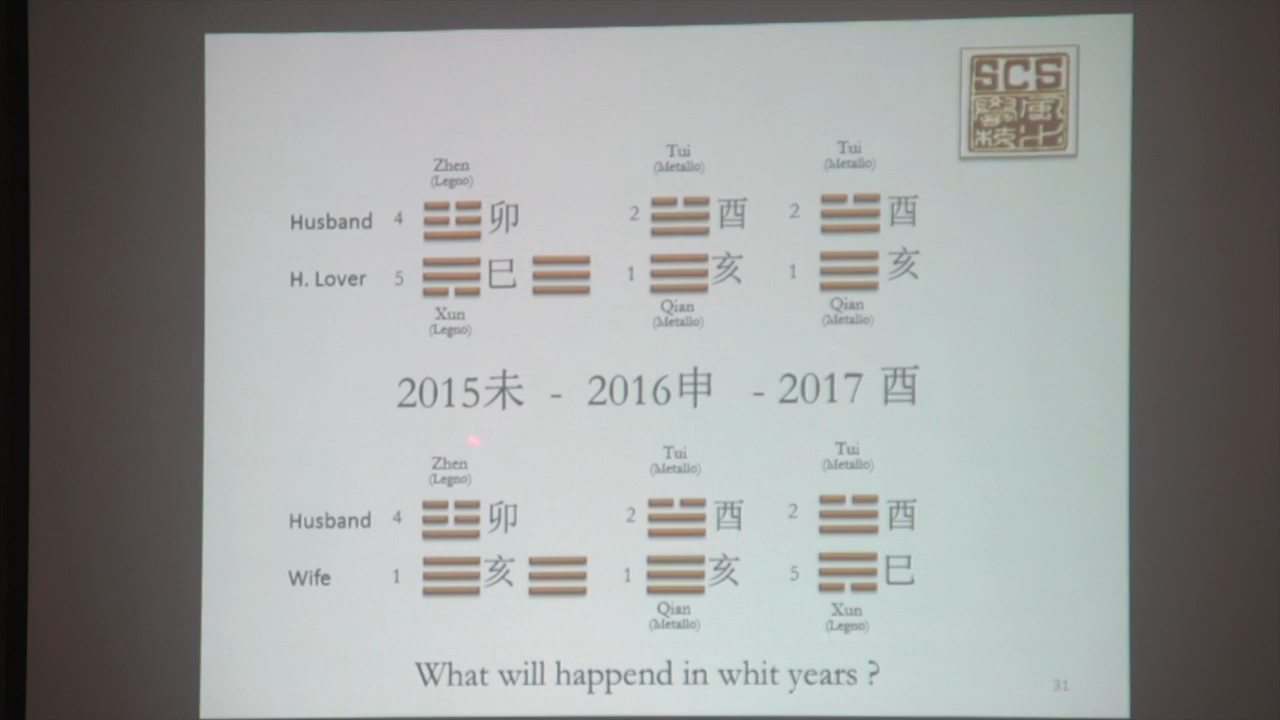 SCS
Zhen Tui Tui
(Legno) (Metallo) (Metallo)
Husband 4 卯 2 酉 2 酉
H. Lover 5 巳 1 亥 1 亥
Xun Qian Qian
(Legno) (Metallo) (Metallo)
2015未 - 2016申 - 2017 酉
Zhen Tui Tui
(Legno) (Metallo) (Metallo)
Husband 4 卯 2 酉 2 酉
Wife 1 亥 1 亥 5 巳
Qian Xun
(Metallo) (Legno)
What will happend in whit years ?
31